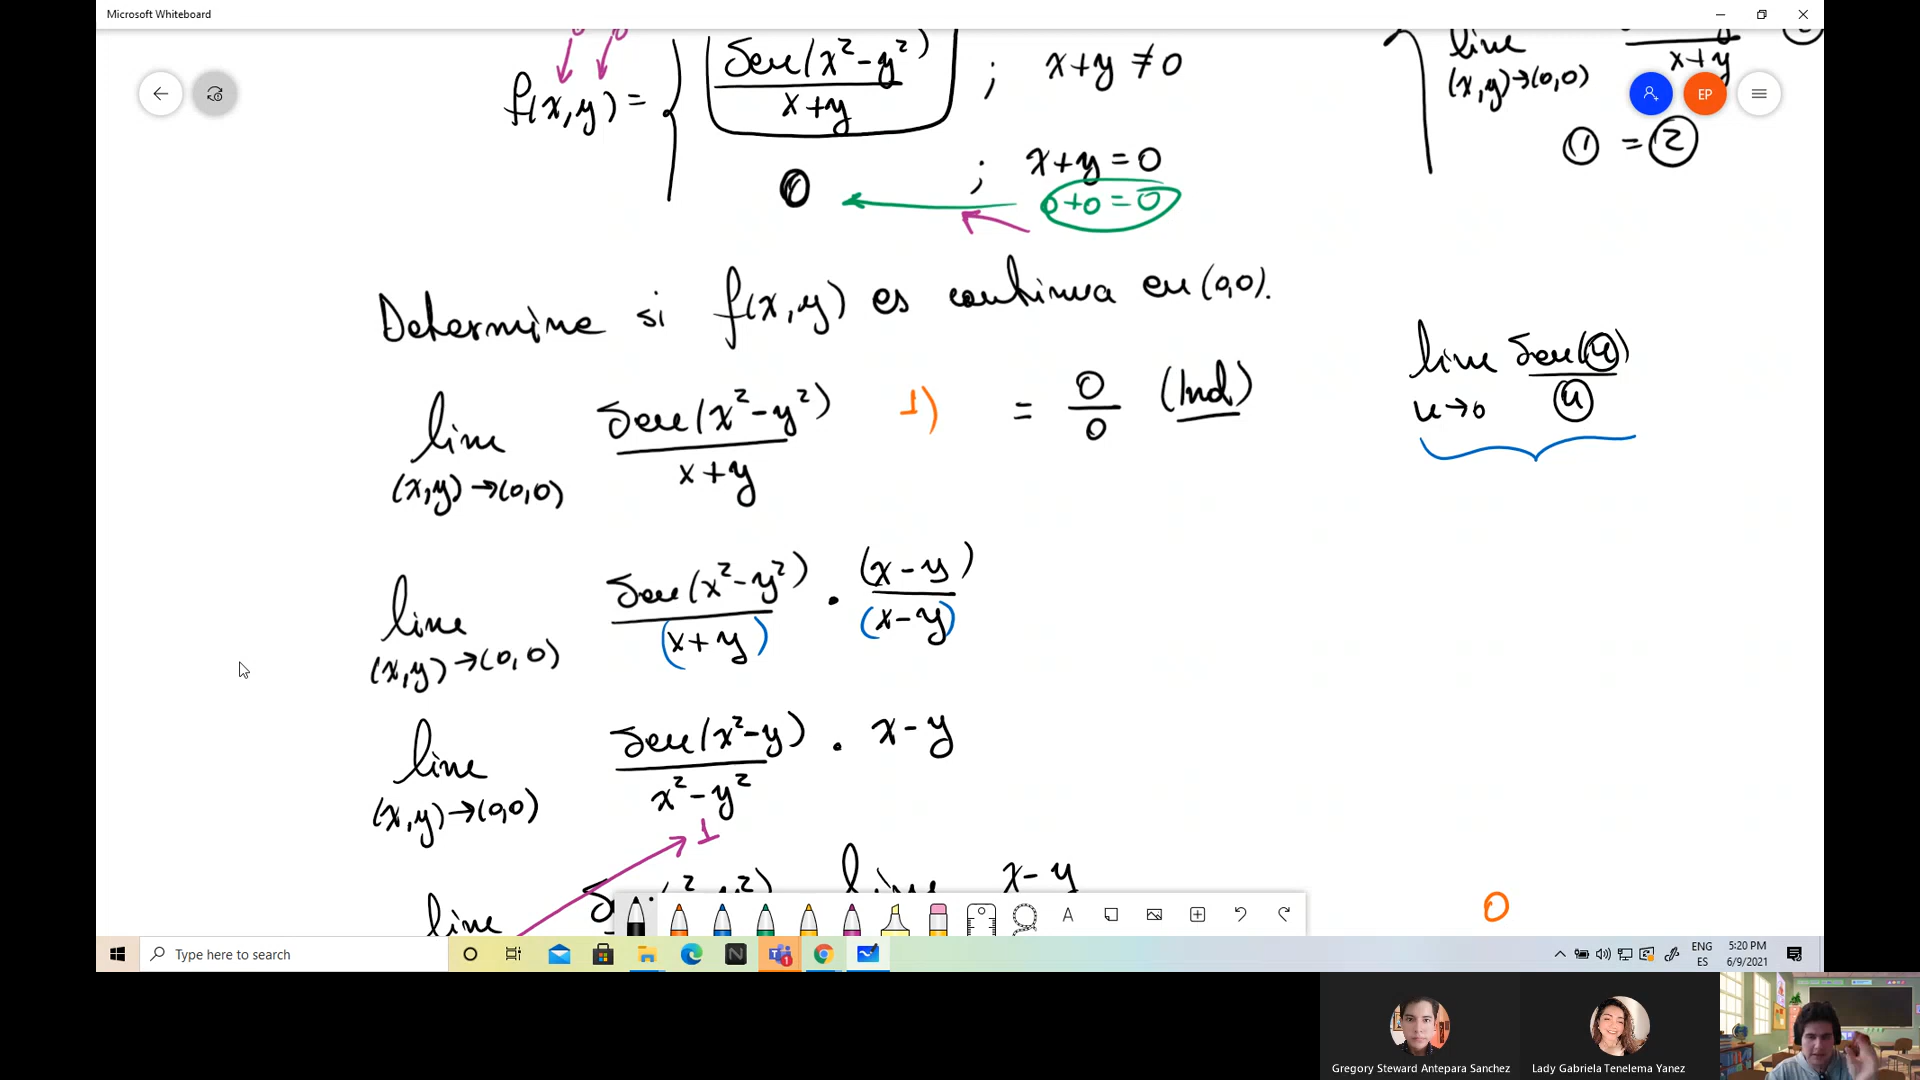 Microsoft Whiteboard
f(x,y) = { sen(x²-y²) / x+y ; x+y ≠ 0
0 ; x+y = 0
0+0=0
lim (x,y)→(0,0) x+y
① = ②
EP
Determine si f(x,y) es continua en (0,0).
lim (x,y)→(0,0) sen(x²-y²) / x+y 1) = 0/0 (Ind)
lim u→0 sen(u) / u
lim (x,y)→(0,0) sen(x²-y²) / (x+y) · (x-y) / (x-y)
lim (x,y)→(0,0) sen(x²-y) / x²-y² · x-y
1
lim x-y
lim
0
A
Type here to search
N
1
ENG
ES
5:20 PM
6/9/2021
Gregory Steward Antepara Sanchez
Lady Gabriela Tenelema Yanez